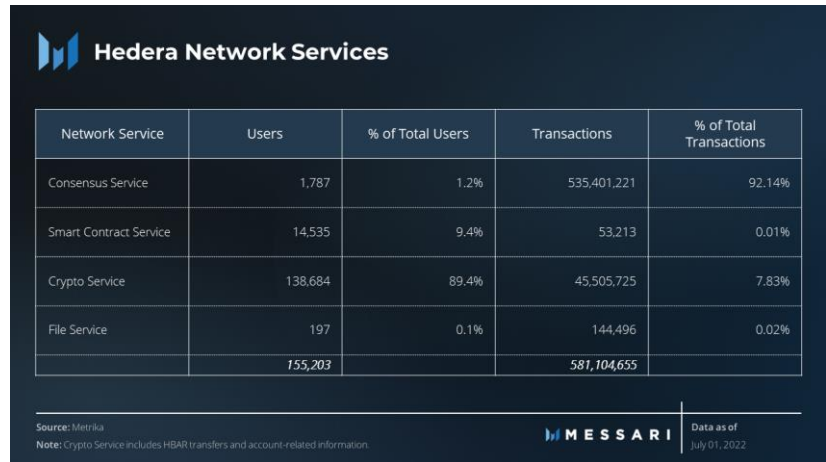 Hedera Network Services
Network Service Users % of Total Users Transactions % of Total Transactions
Consensus Service 1,787 1.2% 535,401,221 92.14%
Smart Contract Service 14,535 9.4% 53,213 0.01%
Crypto Service 138,684 89.4% 45,505,725 7.83%
File Service 197 0.1% 144,496 0.02%
155,203 581,104,655
Source: Metrika
Note: Crypto Service includes HBAR transfers and account-related information.
MESSARI
Data as of
July 01, 2022